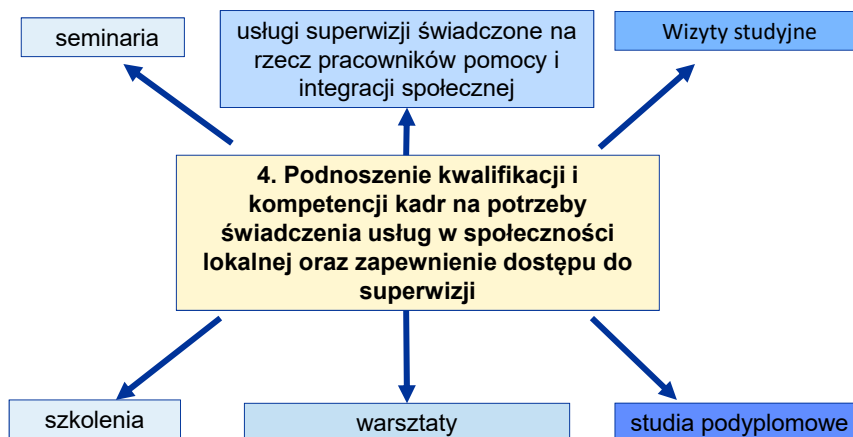 seminaria
usługi superwizji świadczone na
rzecz pracowników pomocy i
integracji społecznej
Wizyty studyjne
4. Podnoszenie kwalifikacji i
kompetencji kadr na potrzeby
świadczenia usług w społeczności
lokalnej oraz zapewnienie dostępu do
superwizji
szkolenia
warsztaty
studia podyplomowe